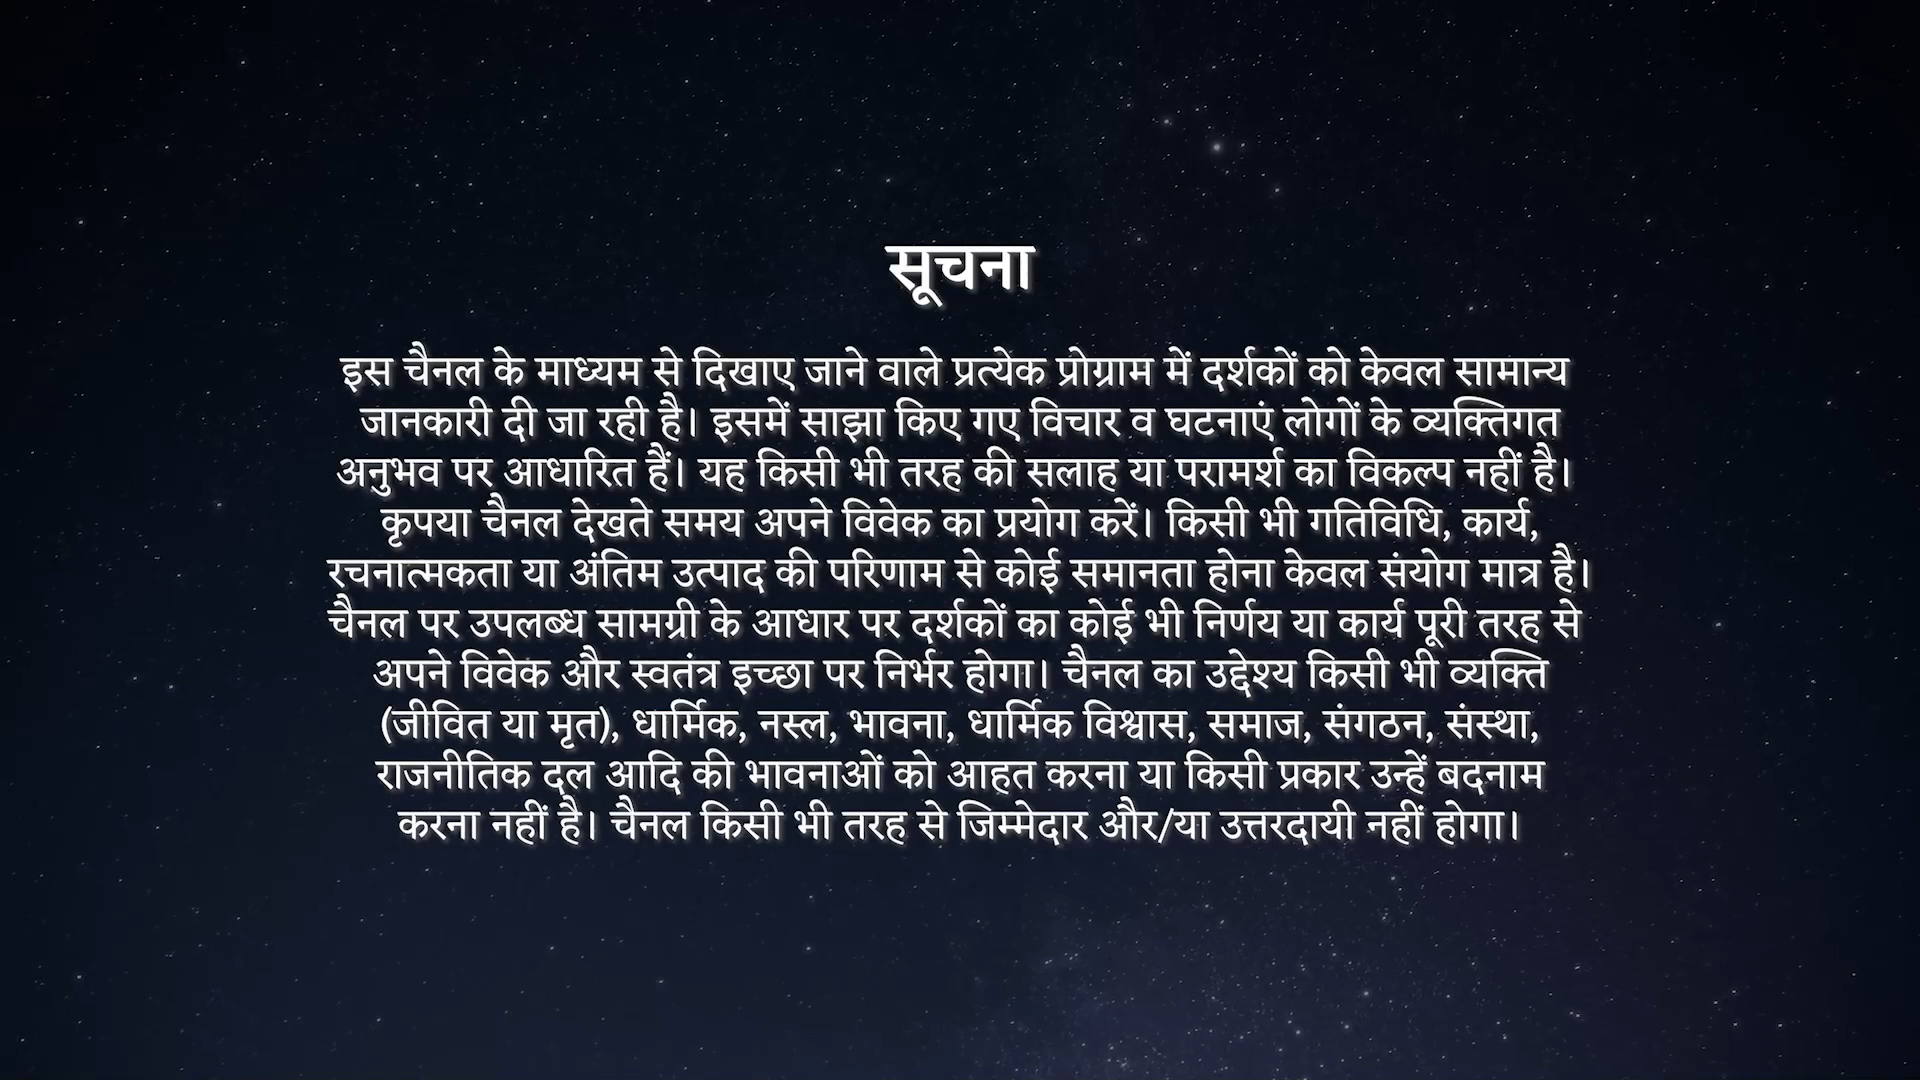 सूचना
इस चैनल के माध्यम से दिखाए जाने वाले प्रत्येक प्रोग्राम में दर्शकों को केवल सामान्य
जानकारी दी जा रही है। इसमें साझा किए गए विचार व घटनाएं लोगों के व्यक्तिगत
अनुभव पर आधारित हैं। यह किसी भी तरह की सलाह या परामर्श का विकल्प नहीं है।
कृपया चैनल देखते समय अपने विवेक का प्रयोग करें। किसी भी गतिविधि, कार्य,
रचनात्मकता या अंतिम उत्पाद की परिणाम से कोई समानता होना केवल संयोग मात्र है।
चैनल पर उपलब्ध सामग्री के आधार पर दर्शकों का कोई भी निर्णय या कार्य पूरी तरह से
अपने विवेक और स्वतंत्र इच्छा पर निर्भर होगा। चैनल का उद्देश्य किसी भी व्यक्ति
(जीवित या मृत), धार्मिक, नस्ल, भावना, धार्मिक विश्वास, समाज, संगठन, संस्था,
राजनीतिक दल आदि की भावनाओं को आहत करना या किसी प्रकार उन्हें बदनाम
करना नहीं है। चैनल किसी भी तरह से जिम्मेदार और/या उत्तरदायी नहीं होगा।